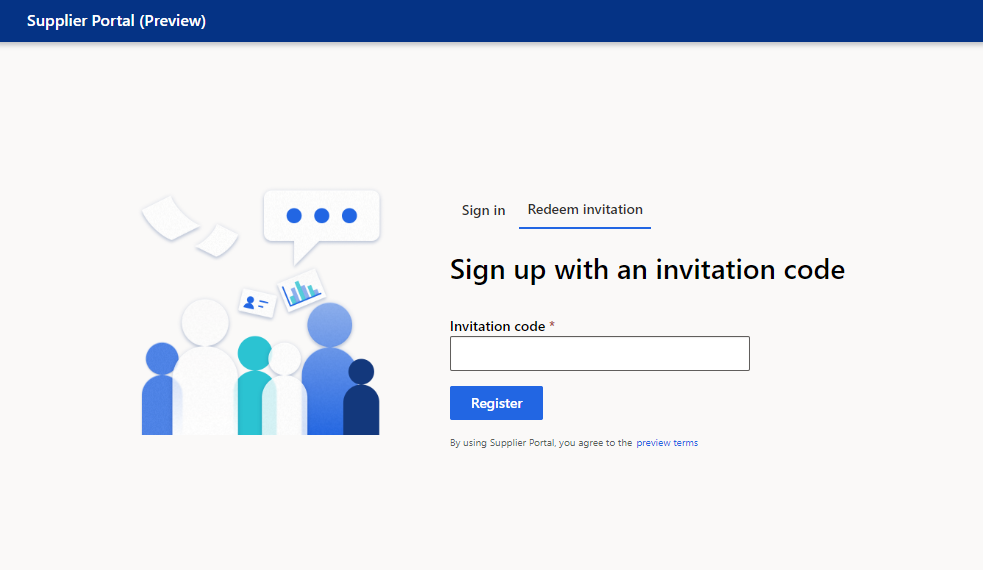 Supplier Portal (Preview)
Sign in
Redeem invitation
Sign up with an invitation code
Invitation code *
Register
By using Supplier Portal, you agree to the preview terms